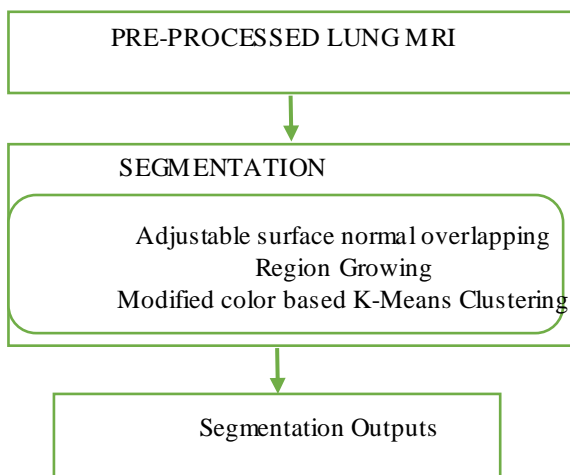 PRE-PROCESSED LUNG MRI
SEGMENTATION
Adjustable surface normal overlapping
Region Growing
Modified color based K-Means Clustering
Segmentation Outputs